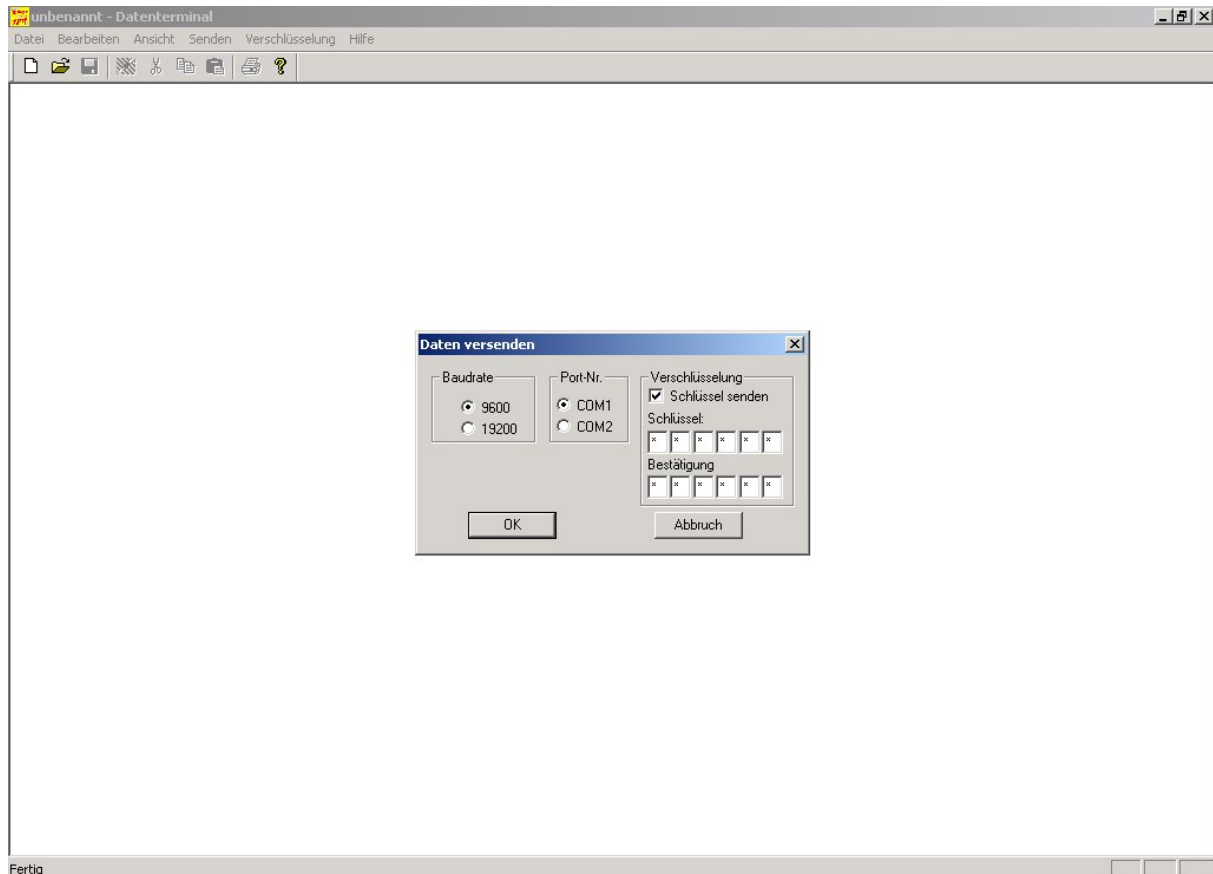 unbenannt - Datenterminal
Datei Bearbeiten Ansicht Senden Verschlüsselung Hilfe
Daten versenden
Baudrate
9600
19200
Port-Nr.
COM1
COM2
Verschlüsselung
Schlüssel senden
Schlüssel:
* * * * * *
Bestätigung
* * * * * *
OK
Abbruch
Fertig